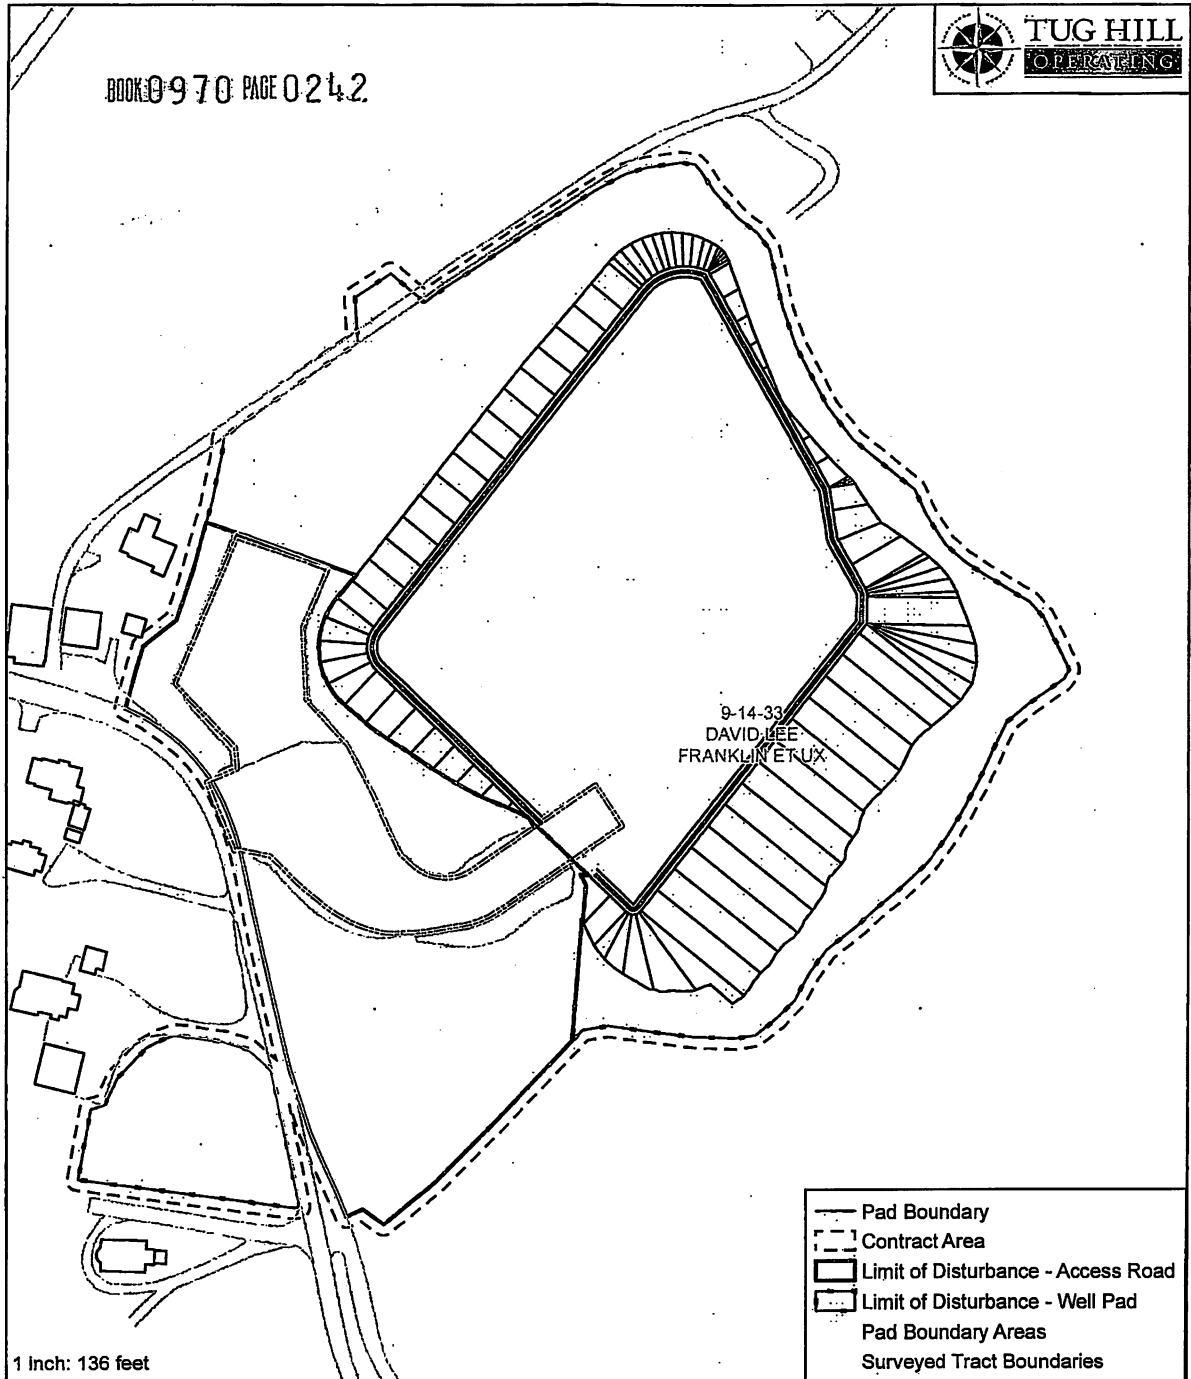 BOOK 0970 PAGE 0242
TUG HILL
OPERATING
9-14-33
DAVID LEE
FRANKLIN ET UX
Pad Boundary
Contract Area
Limit of Disturbance - Access Road
Limit of Disturbance - Well Pad
Pad Boundary Areas
Surveyed Tract Boundaries
1 inch: 136 feet